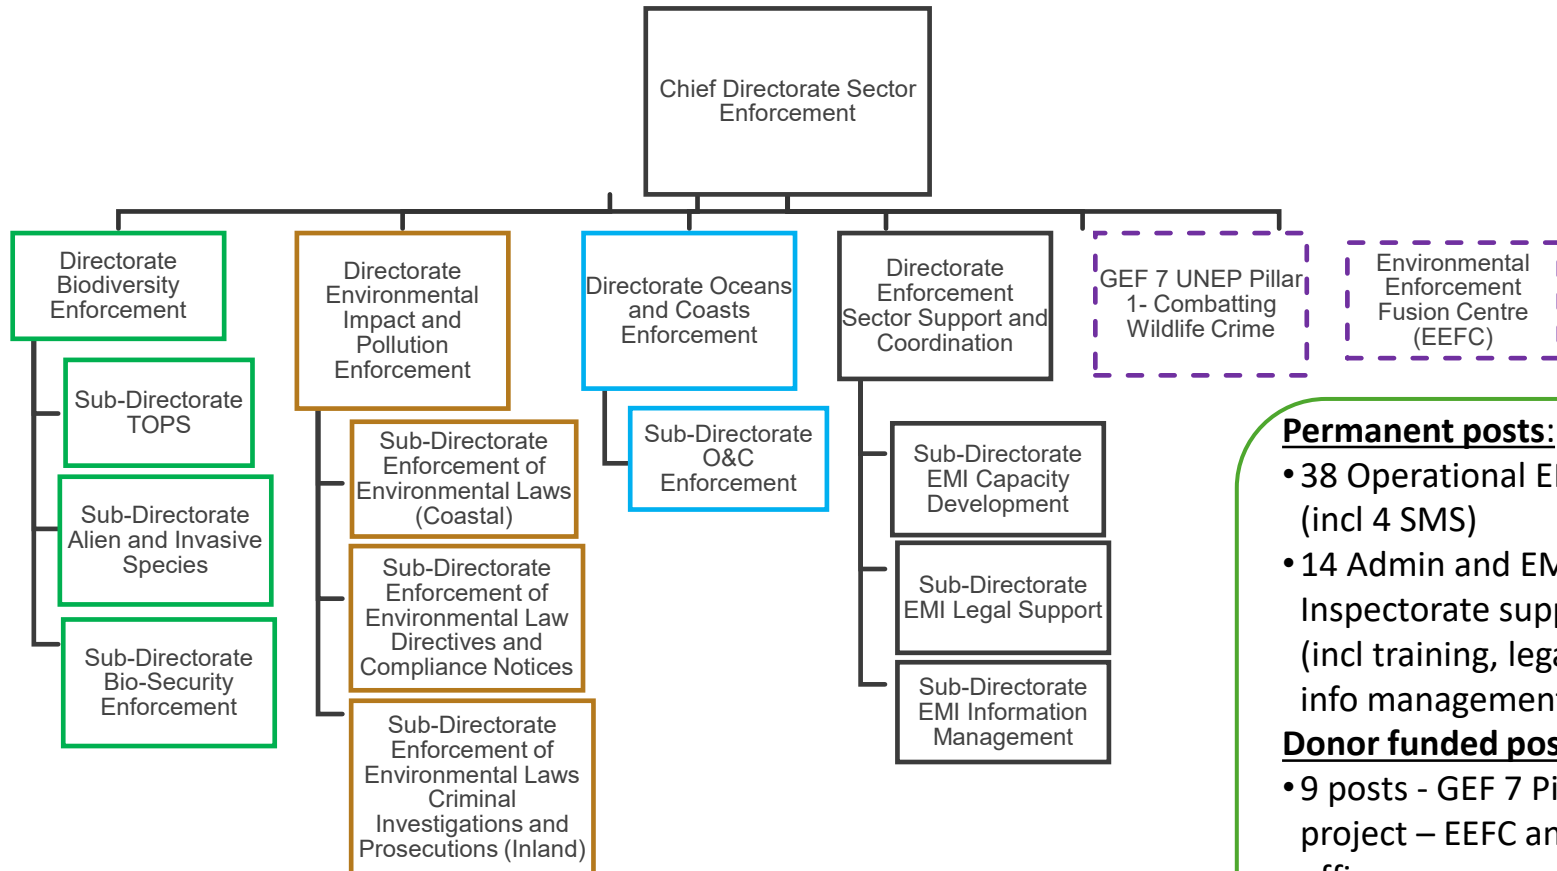 Chief Directorate Sector
Enforcement
Directorate
Biodiversity
Enforcement
Sub-Directorate
TOPS
Sub-Directorate
Alien and Invasive
Species
Sub-Directorate
Bio-Security
Enforcement
Directorate
Environmental
Impact and
Pollution
Enforcement
Sub-Directorate
Enforcement of
Environmental Laws
(Coastal)
Sub-Directorate
Enforcement of
Environmental Law
Directives and
Compliance Notices
Sub-Directorate
Enforcement of
Environmental Laws
Criminal
Investigations and
Prosecutions (Inland)
Directorate Oceans
and Coasts
Enforcement
Sub-Directorate
O&C
Enforcement
Directorate
Enforcement
Sector Support and
Coordination
Sub-Directorate
EMI Capacity
Development
Sub-Directorate
EMI Legal Support
Sub-Directorate
EMI Information
Management
GEF 7 UNEP Pillar
1- Combatting
Wildlife Crime
Environmental
Enforcement
Fusion Centre
(EEFC)
Permanent posts:
•38 Operational
(incl 4 SMS)
•14 Admin and
Inspectorate
(incl training,
info
Donor funded
•9 posts - GEF 7
project – EEFC